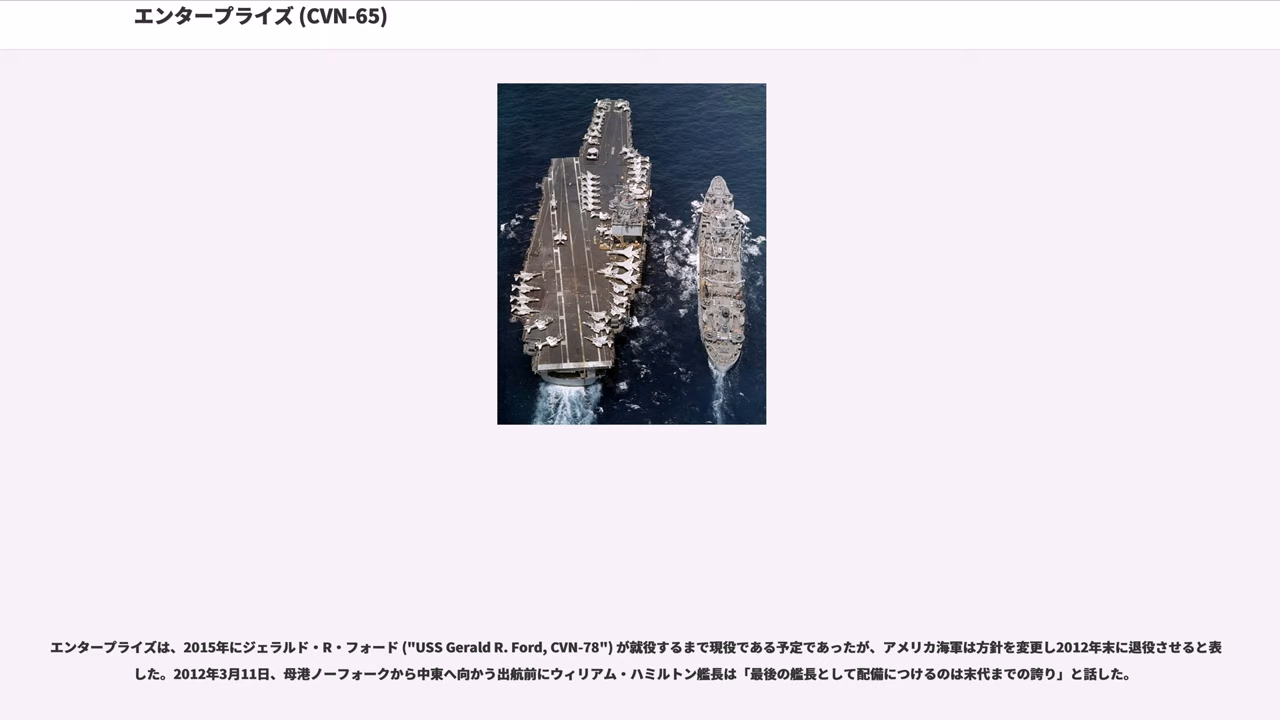 エンタープライズ (CVN-65)
エンタープライズは、2015年にジェラルド・R・フォード ("USS Gerald R. Ford, CVN-78") が就役するまで現役である予定であったが、アメリカ海軍は方針を変更し2012年末に退役させると表
した。2012年3月11日、母港ノーフォークから中東へ向かう出航前にウィリアム・ハミルトン艦長は「最後の艦長として配備につけるのは末代までの誇り」と話した。